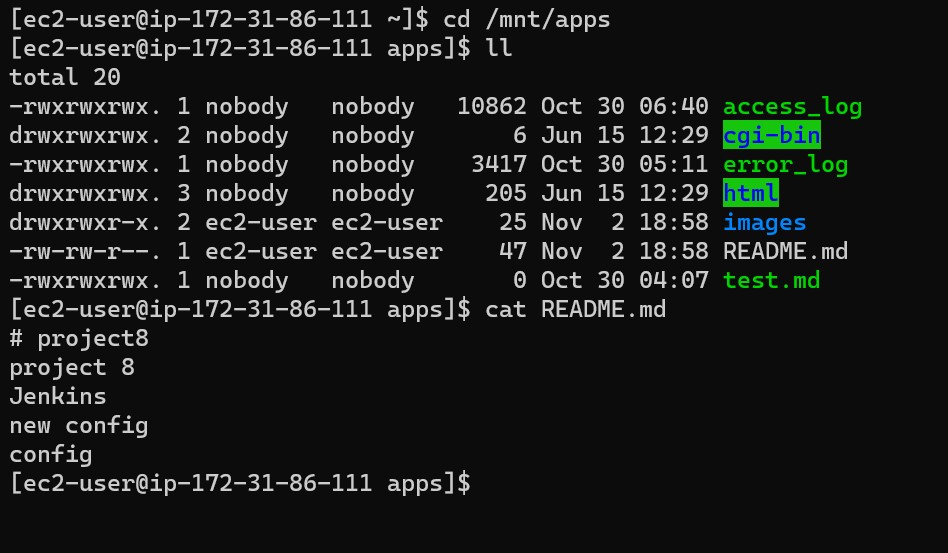 [ec2-user@ip-172-31-86-111 ~]$ cd /mnt/apps
[ec2-user@ip-172-31-86-111 apps]$ ll
total 20
-rwxrwxrwx. 1 nobody   nobody   10862 Oct 30 06:40 access_log
drwxrwxrwx. 2 nobody   nobody       6 Jun 15 12:29 cgi-bin
-rwxrwxrwx. 1 nobody   nobody    3417 Oct 30 05:11 error_log
drwxrwxrwx. 3 nobody   nobody     205 Jun 15 12:29 html
drwxrwxr-x. 2 ec2-user ec2-user    25 Nov  2 18:58 images
-rw-rw-r--. 1 ec2-user ec2-user    47 Nov  2 18:58 README.md
-rwxrwxrwx. 1 nobody   nobody       0 Oct 30 04:07 test.md
[ec2-user@ip-172-31-86-111 apps]$ cat README.md
# project8
project 8
Jenkins
new config
config
[ec2-user@ip-172-31-86-111 apps]$